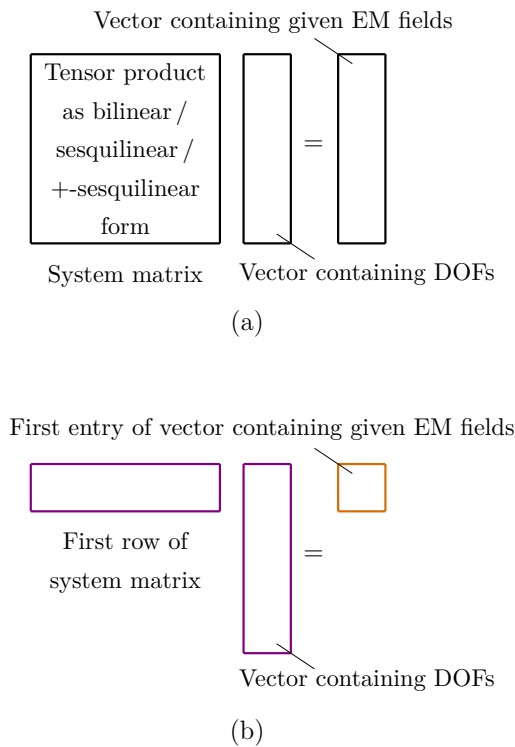 Vector containing given EM fields
Tensor product
as bilinear /
sesquilinear /
+-sesquilinear
form
=
System matrix
Vector containing DOFs
(a)
First entry of vector containing given EM fields
First row of
system matrix
=
Vector containing DOFs
(b)